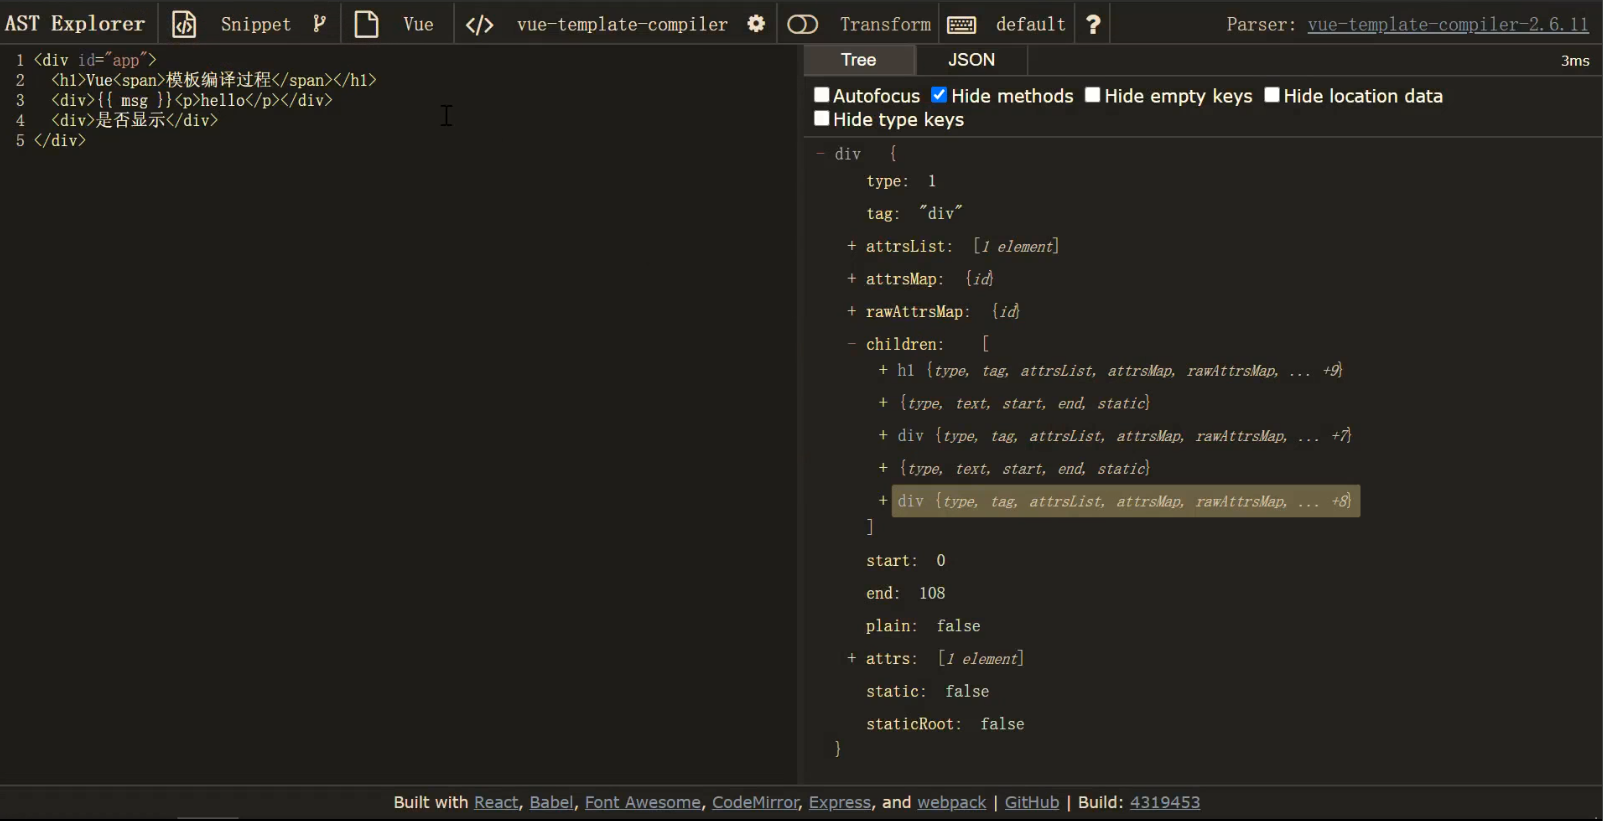 AST Explorer Snippet Vue </> vue-template-compiler Transform default ? Parser: vue-template-compiler-2.6.11
1 <div id="app">
2   <h1>Vue<span>模板编译过程</span></h1>
3   <div>{{ msg }}<p>hello</p></div>
4   <div>是否显示</div>
5 </div>
Tree JSON 3ms
Autofocus Hide methods Hide empty keys Hide location data
Hide type keys
- div {
type: 1
tag: "div"
+ attrsList: [1 element]
+ attrsMap: {id}
+ rawAttrsMap: {id}
- children: [
+ h1 {type, tag, attrsList, attrsMap, rawAttrsMap, ... +9}
+ {type, text, start, end, static}
+ div {type, tag, attrsList, attrsMap, rawAttrsMap, ... +7}
+ {type, text, start, end, static}
+ div {type, tag, attrsList, attrsMap, rawAttrsMap, ... +8}
]
start: 0
end: 108
plain: false
+ attrs: [1 element]
static: false
staticRoot: false
}
Built with React, Babel, Font Awesome, CodeMirror, Express, and webpack | GitHub | Build: 4319453